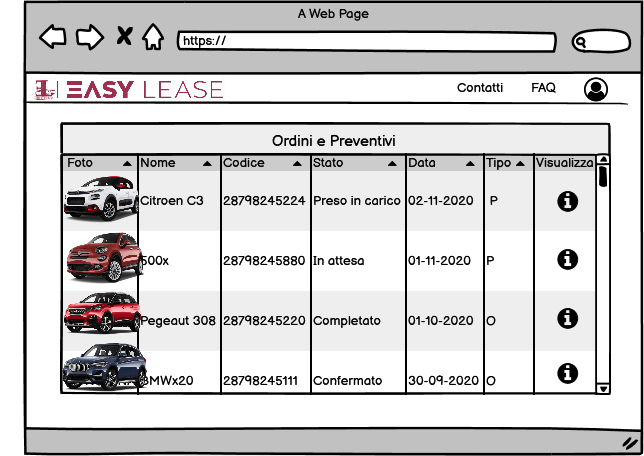 A Web Page
https://
EASY LEASE
Contatti
FAQ
Ordini e Preventivi
Foto Nome Codice Stato Data Tipo Visualizza
Citroen C3 28798245224 Preso in carico 02-11-2020 P
500x 28798245880 In attesa 01-11-2020 P
Pegeaut 308 28798245220 Completato 01-10-2020 O
BMWx20 28798245111 Confermato 30-09-2020 O